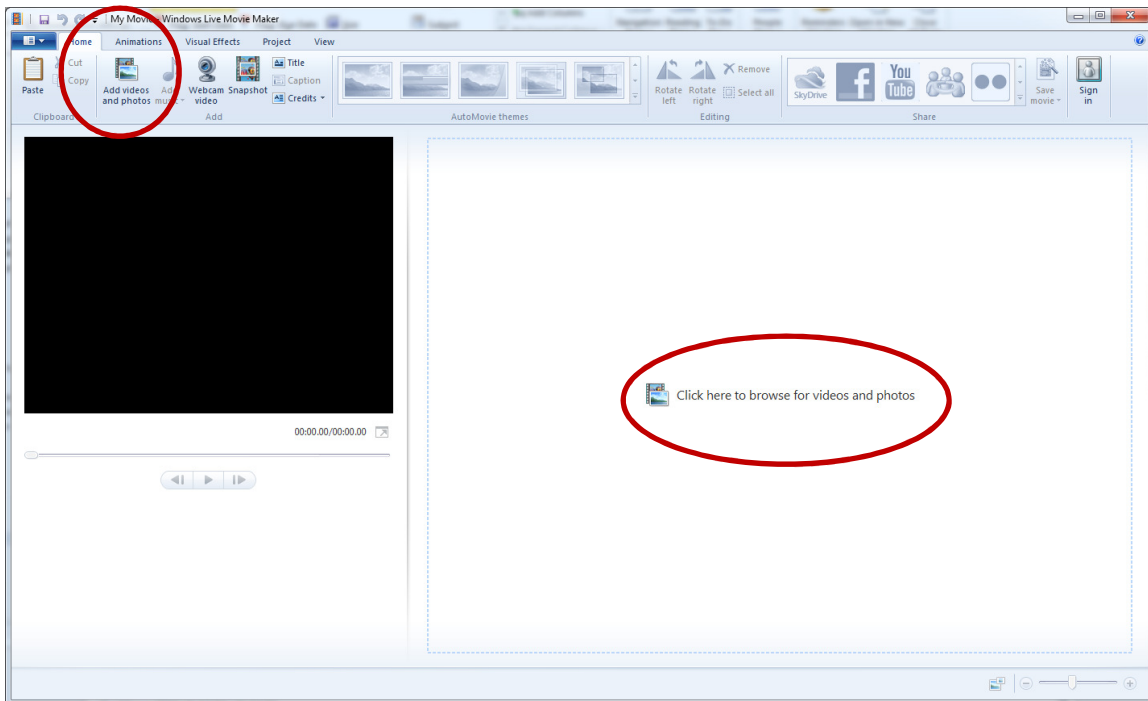 My Movie - Windows Live Movie Maker
Home Animations Visual Effects Project View
Paste
Cut
Copy
Clipboard
Add videos
and photos
Add
music
Webcam
video
Snapshot
Title
Caption
Credits
Add
AutoMovie themes
Rotate
left
Rotate
right
Remove
Select all
Editing
SkyDrive
f
You
Tube
Share
Save
movie
Sign
in
Click here to browse for videos and photos
00:00.00/00:00.00